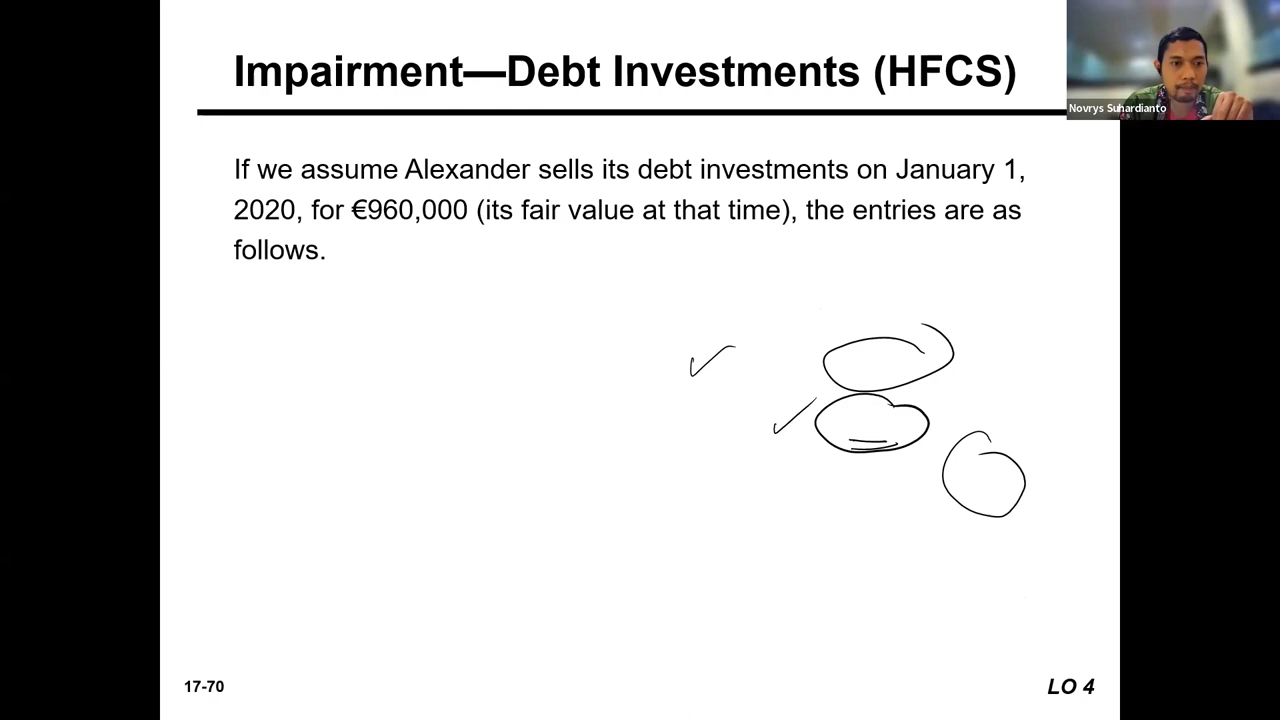 Impairment—Debt Investments (HFCS)
Novrys Suhardianto
If we assume Alexander sells its debt investments on January 1,
2020, for €960,000 (its fair value at that time), the entries are as
follows.
17-70
LO 4